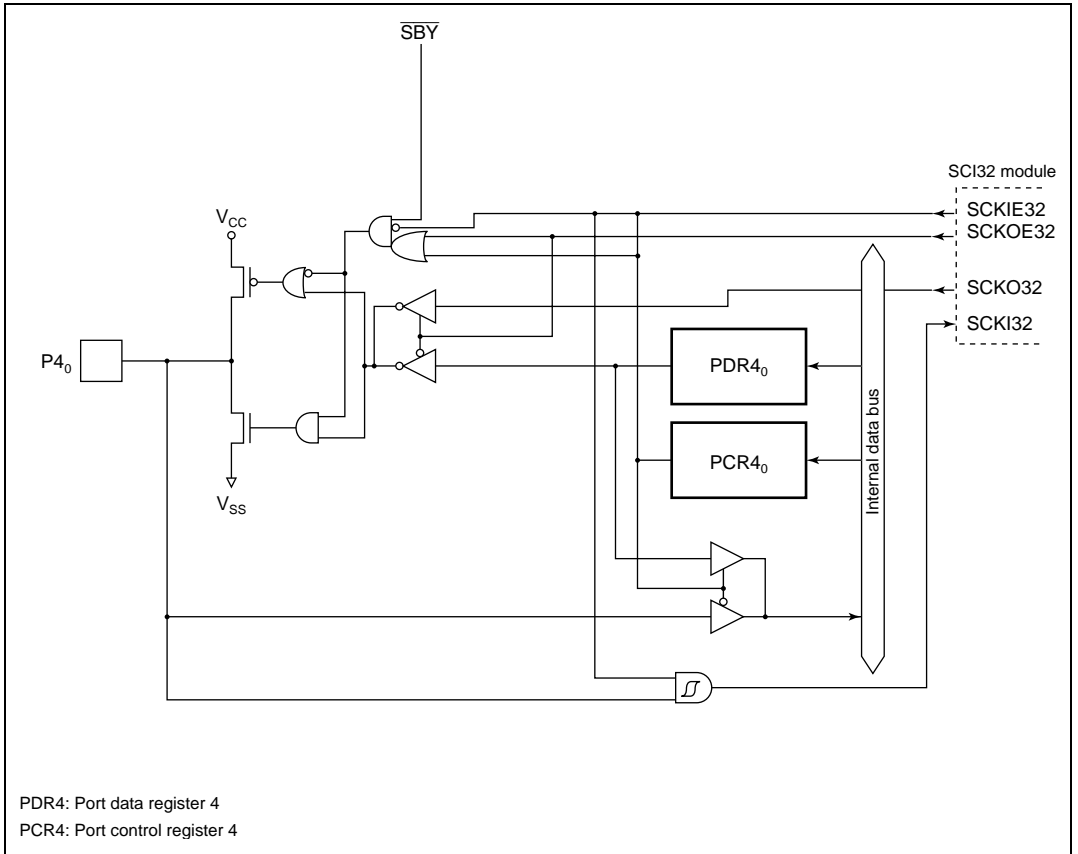 SBY
SCI32 module
SCKIE32
SCKOE32
SCKO32
SCKI32
VCC
P40
VSS
PDR40
PCR40
Internal data bus
PDR4: Port data register 4
PCR4: Port control register 4